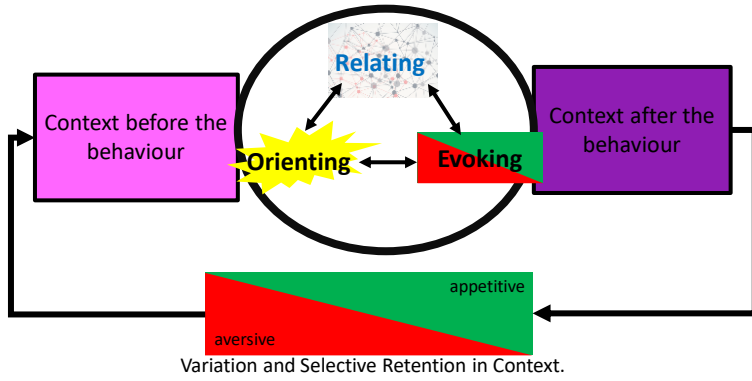 Relating
Context before the
behaviour
Orienting
Evoking
Context after the
behaviour
appetitive
aversive
Variation and Selective Retention in Context.